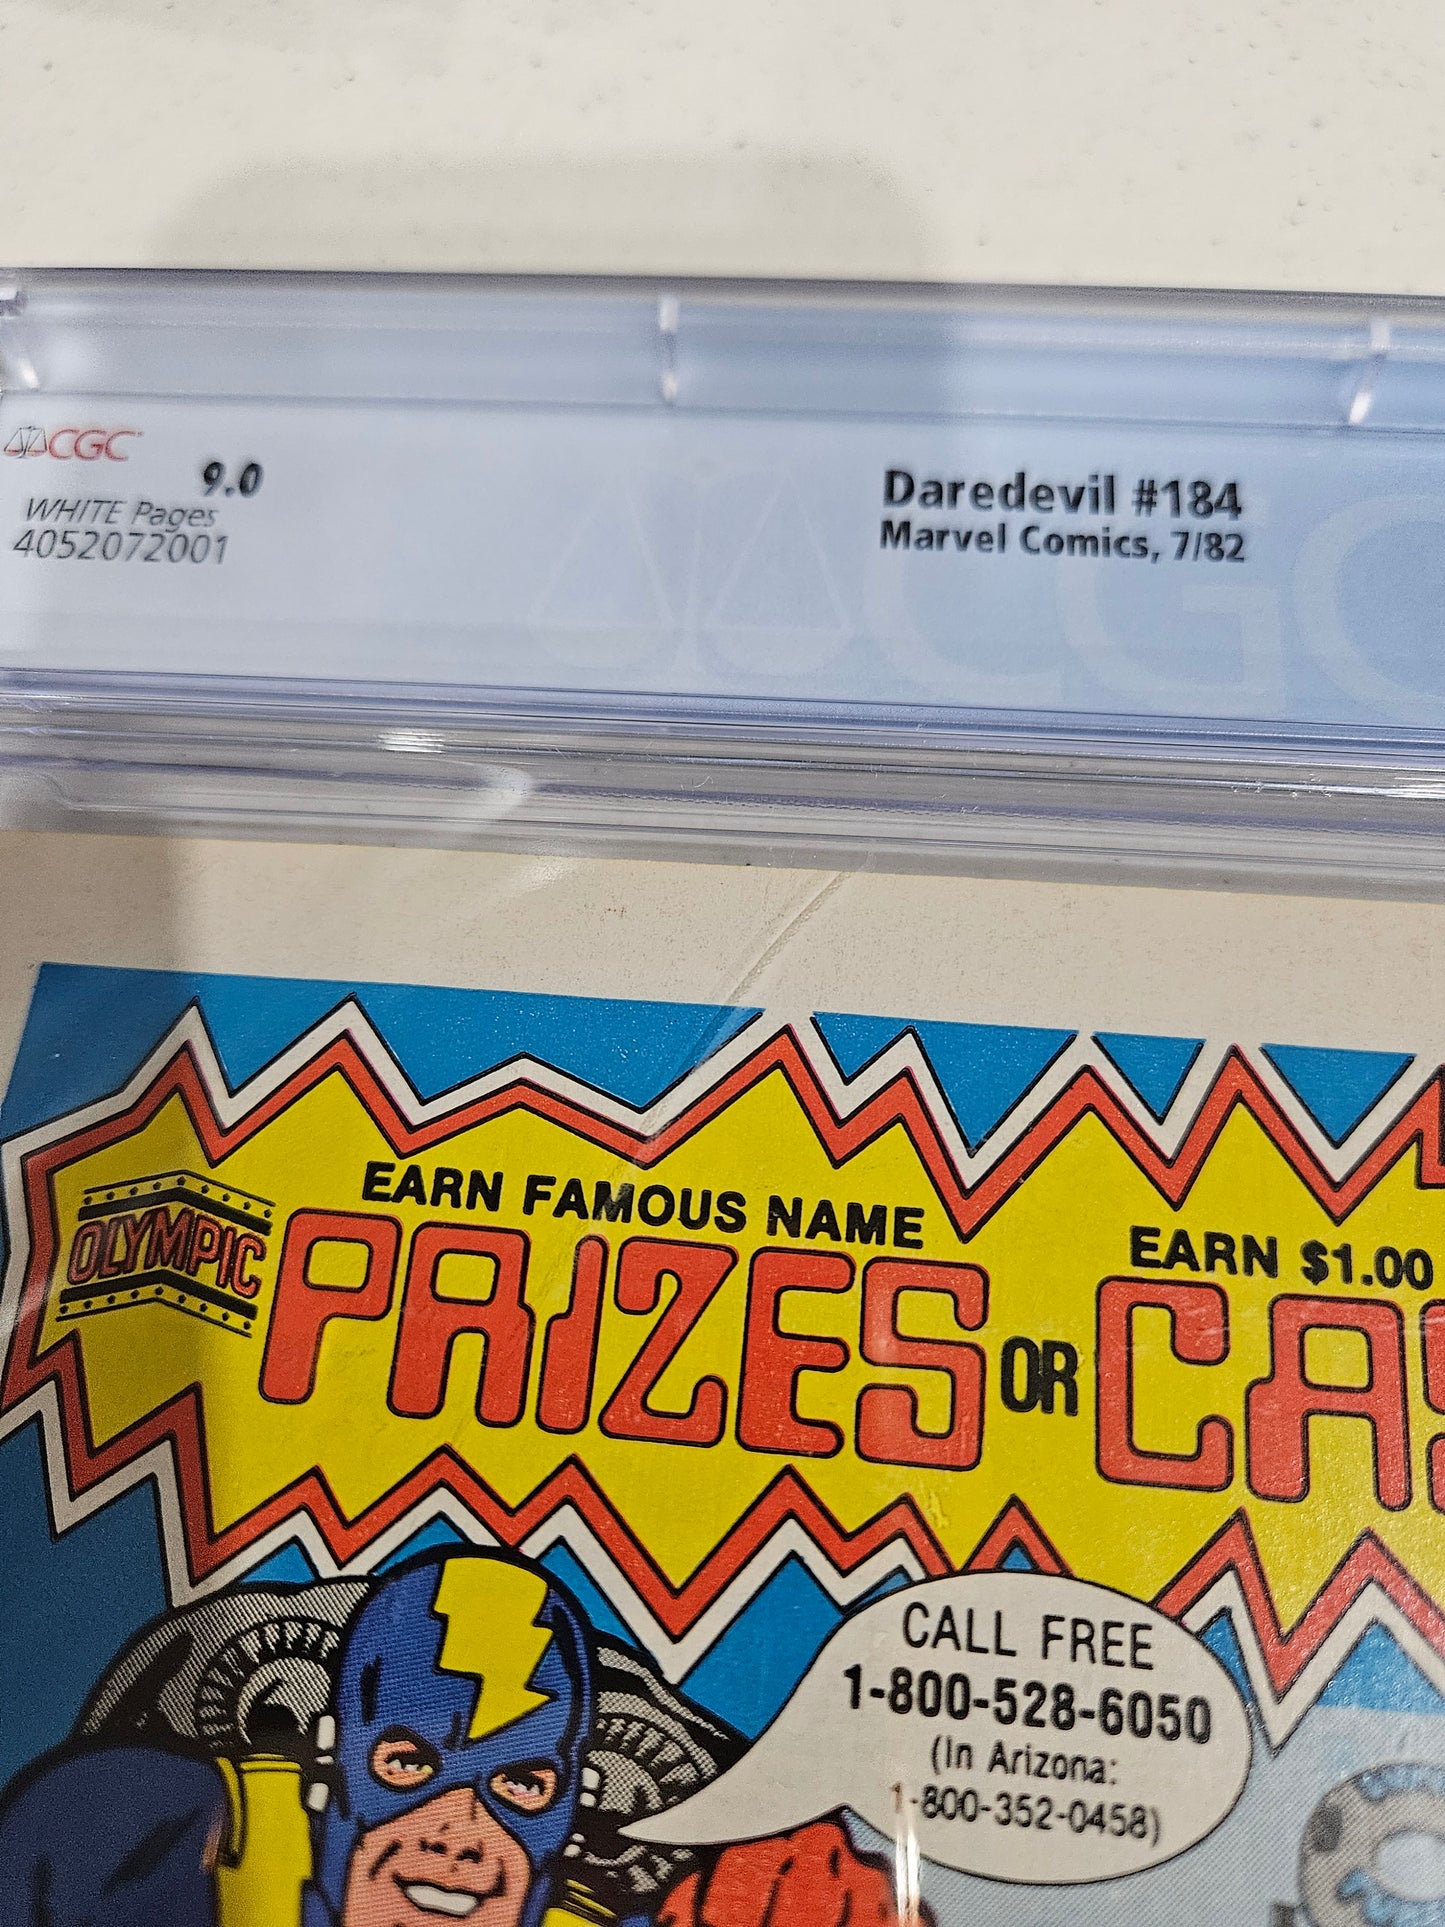 CGC
9.0
WHITE Pages
4052072001
Daredevil #184
Marvel Comics, 7/82
CGC
OLYMPIC
EARN FAMOUS NAME
PRIZES
OR
EARN $1.00
CALL FREE
1-800-528-6050
(In Arizona:
1-800-352-0458)